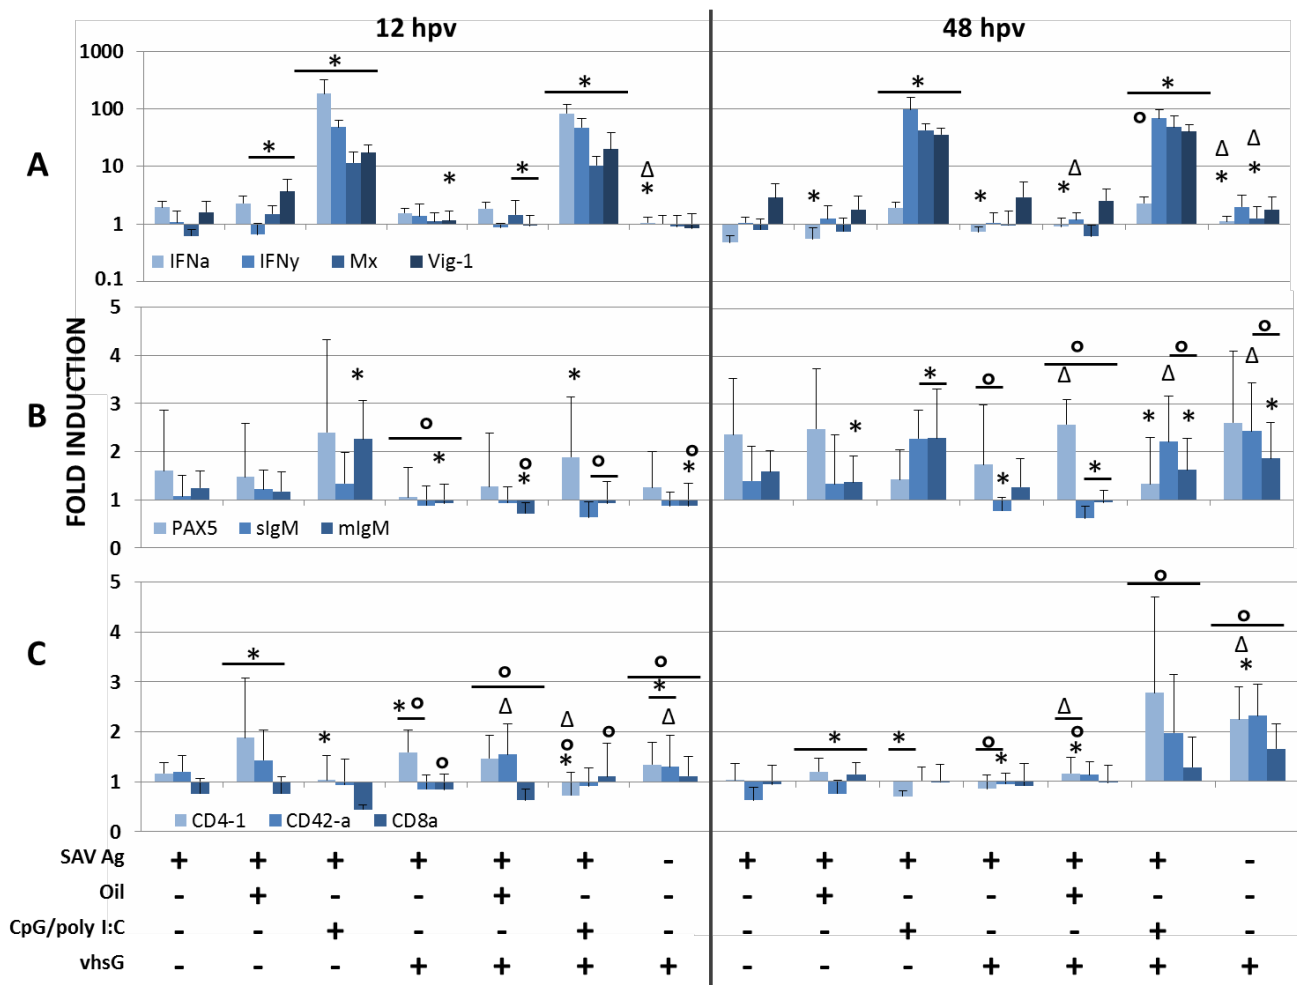 12 hpv 48 hpv
1000
* * * *
100
o
A
* * * Δ * Δ
10
* * Δ * * * Δ * *
1
IFNa IFNγ Mx Vig-1
0.1
FOLD INDUCTION
5
o
o o Δ
4
* * * Δ Δ
B
3
o o * * * *
2
* o * o o * * * *
1
PAX5 sIgM mIgM
0
5
o
4
o
C
o Δ
3
* o * *
* o Δ Δ Δ
2
* o o * * o Δ
o o * * * o *
1
CD4-1 CD42-a CD8a
0
SAV Ag + + + + + + - + + + + + + -
Oil - + - - + - - - + - - + - -
CpG/poly I:C - - + - - + - - - + - - + -
vhsG - - - + + + + - - - + + + +